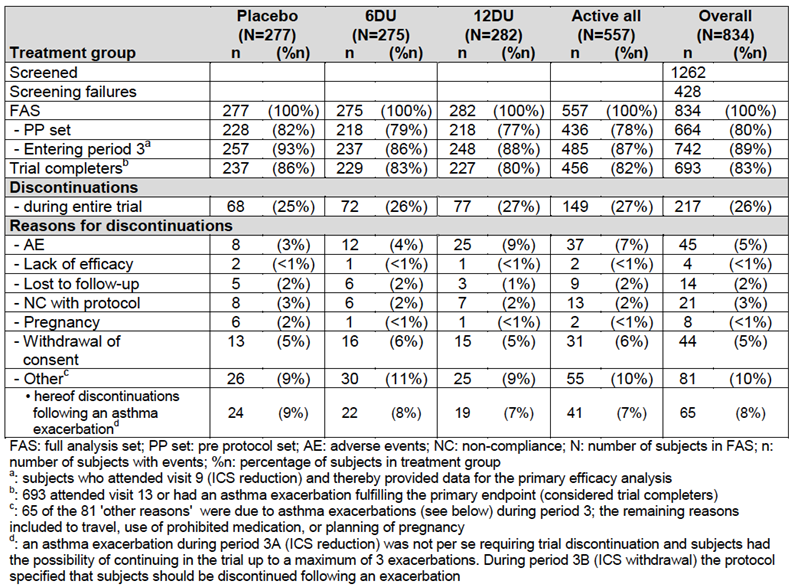 Placebo 6DU 12DU Active all Overall
(N=277) (N=275) (N=282) (N=557) (N=834)
Treatment group n (%n) n (%n) n (%n) n (%n) n (%n)
Screened 1262
Screening failures 428
FAS 277 (100%) 275 (100%) 282 (100%) 557 (100%) 834 (100%)
- PP set 228 (82%) 218 (79%) 218 (77%) 436 (78%) 664 (80%)
- Entering period 3a 257 (93%) 237 (86%) 248 (88%) 485 (87%) 742 (89%)
Trial completersb 237 (86%) 229 (83%) 227 (80%) 456 (82%) 693 (83%)
Discontinuations
- during entire trial 68 (25%) 72 (26%) 77 (27%) 149 (27%) 217 (26%)
Reasons for discontinuations
- AE 8 (3%) 12 (4%) 25 (9%) 37 (7%) 45 (5%)
- Lack of efficacy 2 (<1%) 1 (<1%) 1 (<1%) 2 (<1%) 4 (<1%)
- Lost to follow-up 5 (2%) 6 (2%) 3 (1%) 9 (2%) 14 (2%)
- NC with protocol 8 (3%) 6 (2%) 7 (2%) 13 (2%) 21 (3%)
- Pregnancy 6 (2%) 1 (<1%) 1 (<1%) 2 (<1%) 8 (<1%)
- Withdrawal of
consent 13 (5%) 16 (6%) 15 (5%) 31 (6%) 44 (5%)
- Otherc 26 (9%) 30 (11%) 25 (9%) 55 (10%) 81 (10%)
• hereof discontinuations
following an asthma 24 (9%) 22 (8%) 19 (7%) 41 (7%) 65 (8%)
exacerbationd
FAS: full analysis set; PP set: pre protocol set; AE: adverse events; NC: non-compliance; N: number of subjects in FAS; n:
number of subjects with events; %n: percentage of subjects in treatment group
a: subjects who attended visit 9 (ICS reduction) and thereby provided data for the primary efficacy analysis
b: 693 attended visit 13 or had an asthma exacerbation fulfilling the primary endpoint (considered trial completers)
c: 65 of the 81 'other reasons' were due to asthma exacerbations (see below) during period 3; the remaining reasons
included to travel, use of prohibited medication, or planning of pregnancy
d: an asthma exacerbation during period 3A (ICS reduction) was not per se requiring trial discontinuation and subjects had
the possibility of continuing in the trial up to a maximum of 3 exacerbations. During period 3B (ICS withdrawal) the protocol
specified that subjects should be discontinued following an exacerbation